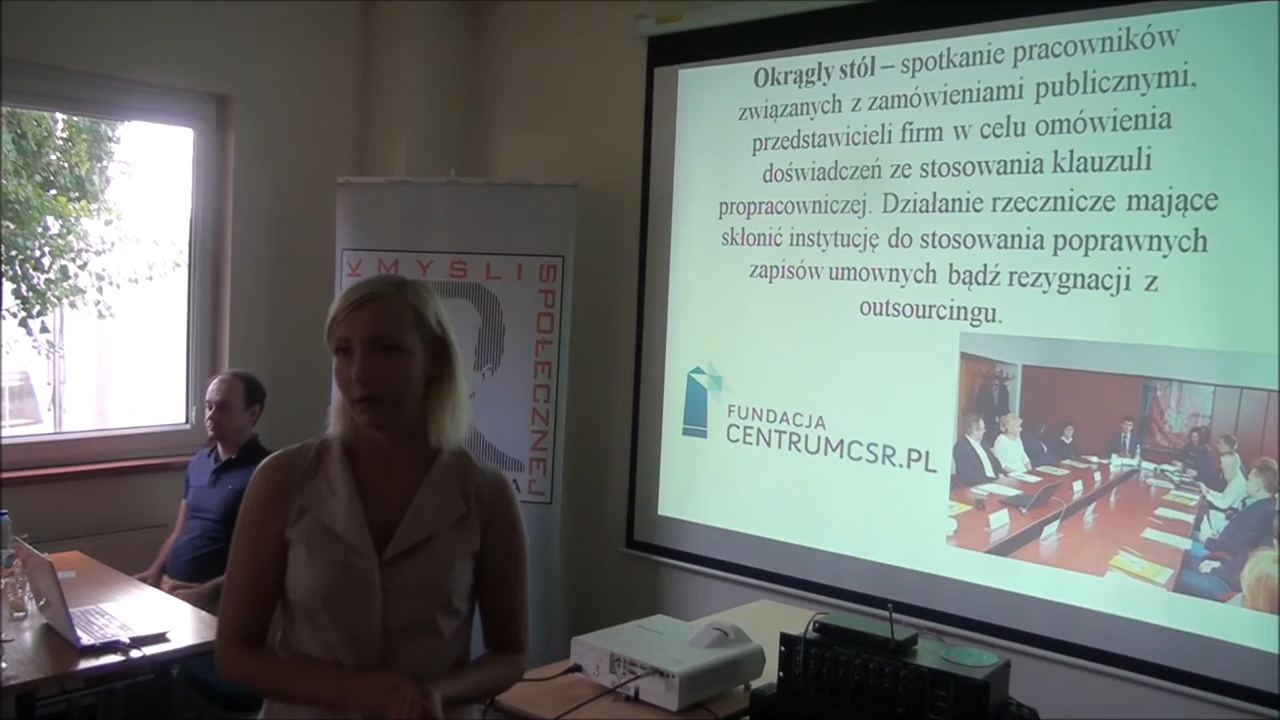 Okrągły stół – spotkanie pracowników
związanych z zamówieniami publicznymi,
przedstawicieli firm w celu omówienia
doświadczeń ze stosowania klauzuli
propracowniczej. Działanie rzecznicze mające
skłonić instytucję do stosowania poprawnych
zapisów umownych bądź rezygnacji z
outsourcingu.
FUNDACJA
CENTRUMCSR.PL
K MYŚLI
SPOŁECZNEJ
A
3